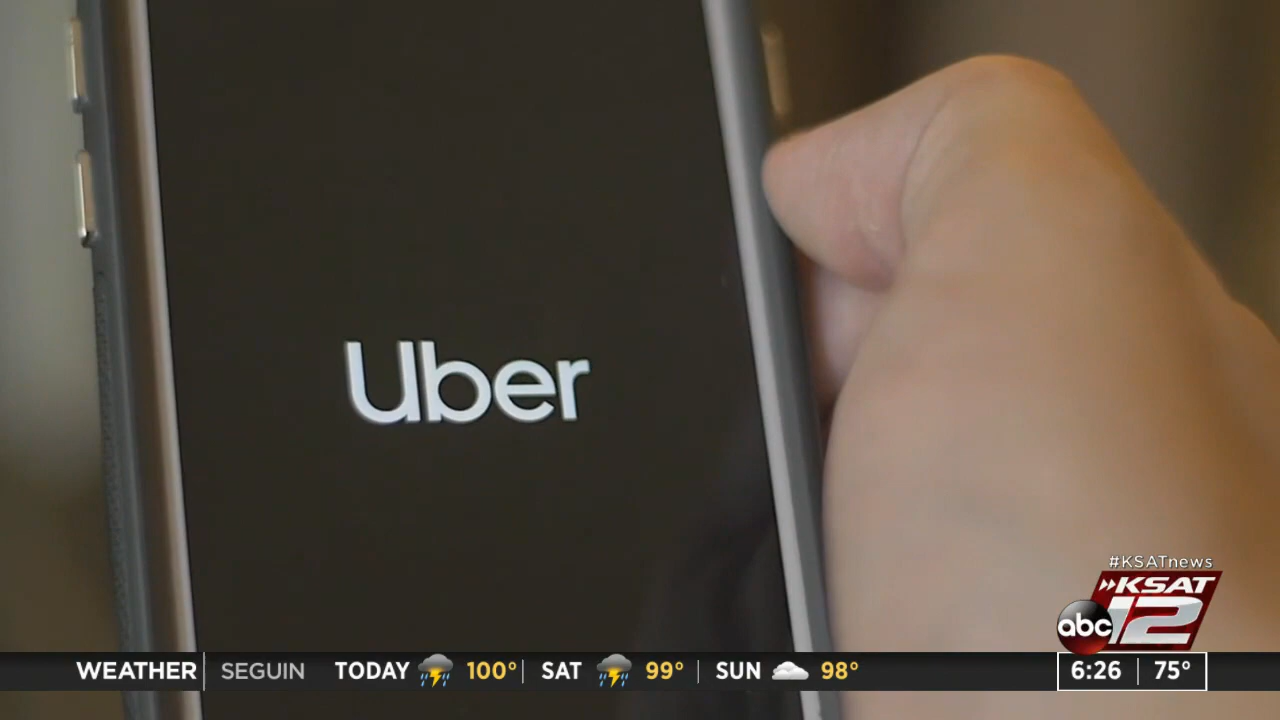 Uber
#KSATnews
KSAT
abc 12
WEATHER SEGUIN TODAY 100° SAT 99° SUN 98° 6:26 75°